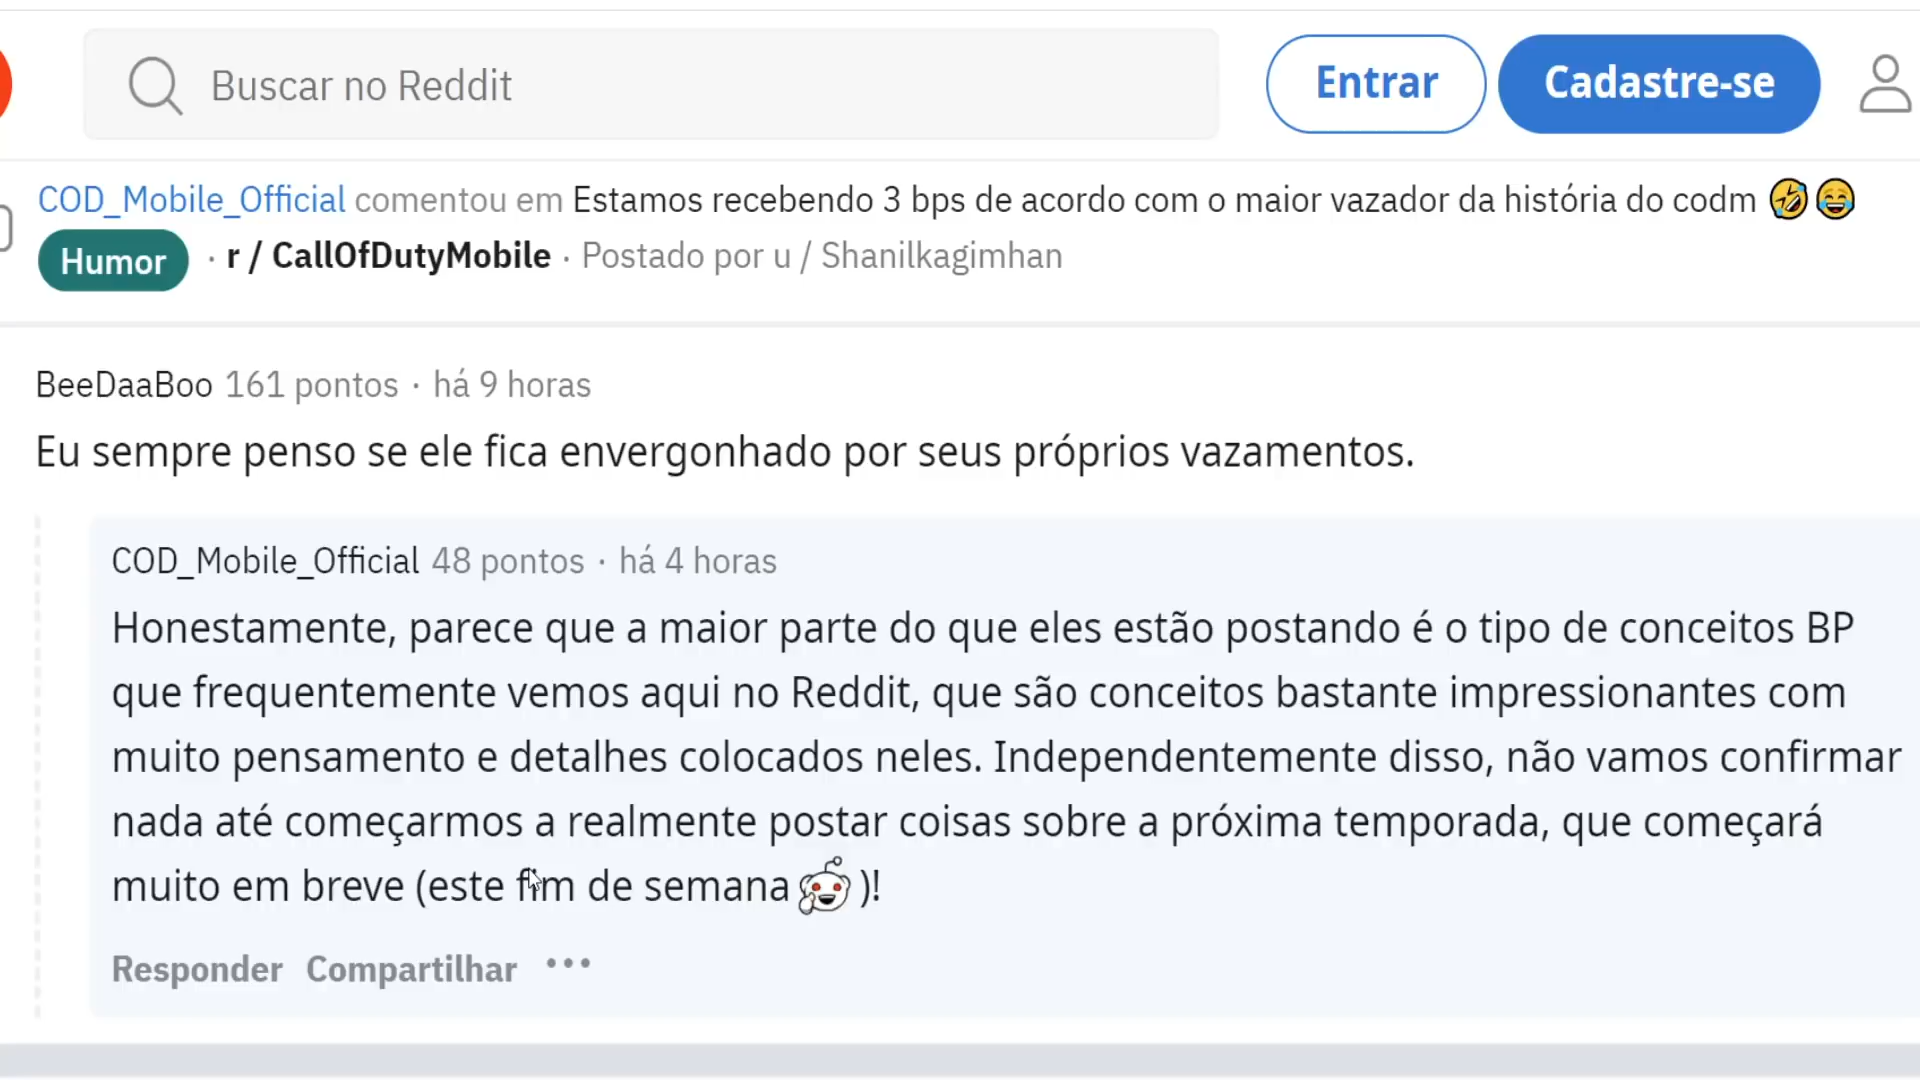 Buscar no Reddit
Entrar
Cadastre-se
COD_Mobile_Official comentou em Estamos recebendo 3 bps de acordo com o maior vazador da história do codm 🤣😂
Humor · r / CallOfDutyMobile · Postado por u / Shanilkagimhan
BeeDaaBoo 161 pontos · há 9 horas
Eu sempre penso se ele fica envergonhado por seus próprios vazamentos.
COD_Mobile_Official 48 pontos · há 4 horas
Honestamente, parece que a maior parte do que eles estão postando é o tipo de conceitos BP
que frequentemente vemos aqui no Reddit, que são conceitos bastante impressionantes com
muito pensamento e detalhes colocados neles. Independentemente disso, não vamos confirmar
nada até começarmos a realmente postar coisas sobre a próxima temporada, que começará
muito em breve (este fim de semana )!
Responder Compartilhar •••